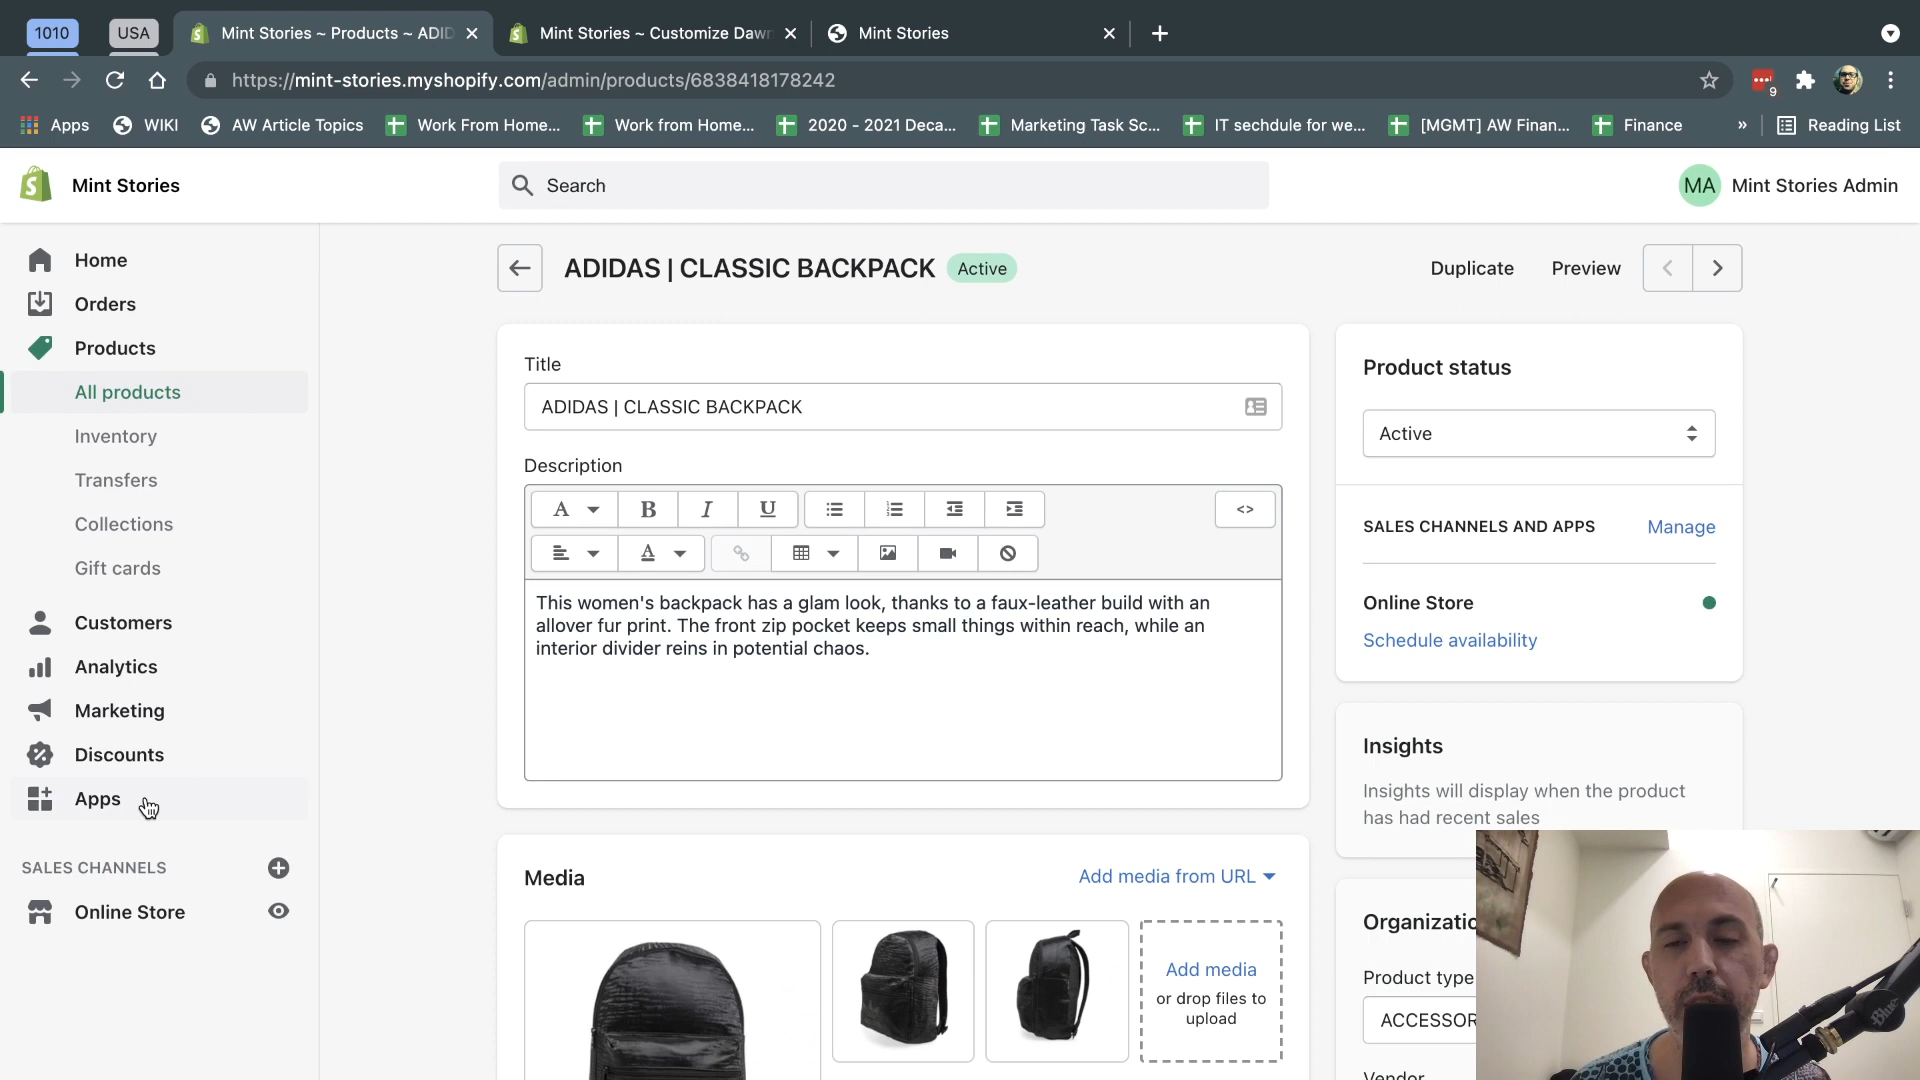 1010
USA
Mint Stories ~ Products ~ ADID
Mint Stories ~ Customize Dawn
Mint Stories
https://mint-stories.myshopify.com/admin/products/6838418178242
9
Apps
WIKI
AW Article Topics
Work From Home...
Work from Home...
2020 - 2021 Deca...
Marketing Task Sc...
IT sechdule for we...
[MGMT] AW Finan...
Finance
»
Reading List
Mint Stories
Search
MA
Mint Stories Admin
Home
Orders
Products
All products
Inventory
Transfers
Collections
Gift cards
Customers
Analytics
Marketing
Discounts
Apps
SALES CHANNELS
Online Store
ADIDAS | CLASSIC BACKPACK
Active
Duplicate
Preview
Title
ADIDAS | CLASSIC BACKPACK
Description
A
B
I
U
<>
A
This women's backpack has a glam look, thanks to a faux-leather build with an
allover fur print. The front zip pocket keeps small things within reach, while an
interior divider reins in potential chaos.
Media
Add media from URL
Add media
or drop files to
upload
Product status
Active
SALES CHANNELS AND APPS
Manage
Online Store
Schedule availability
Insights
Insights will display when the product
has had recent sales
Organizatio
Product type
ACCESSOR
Vendor
Blue